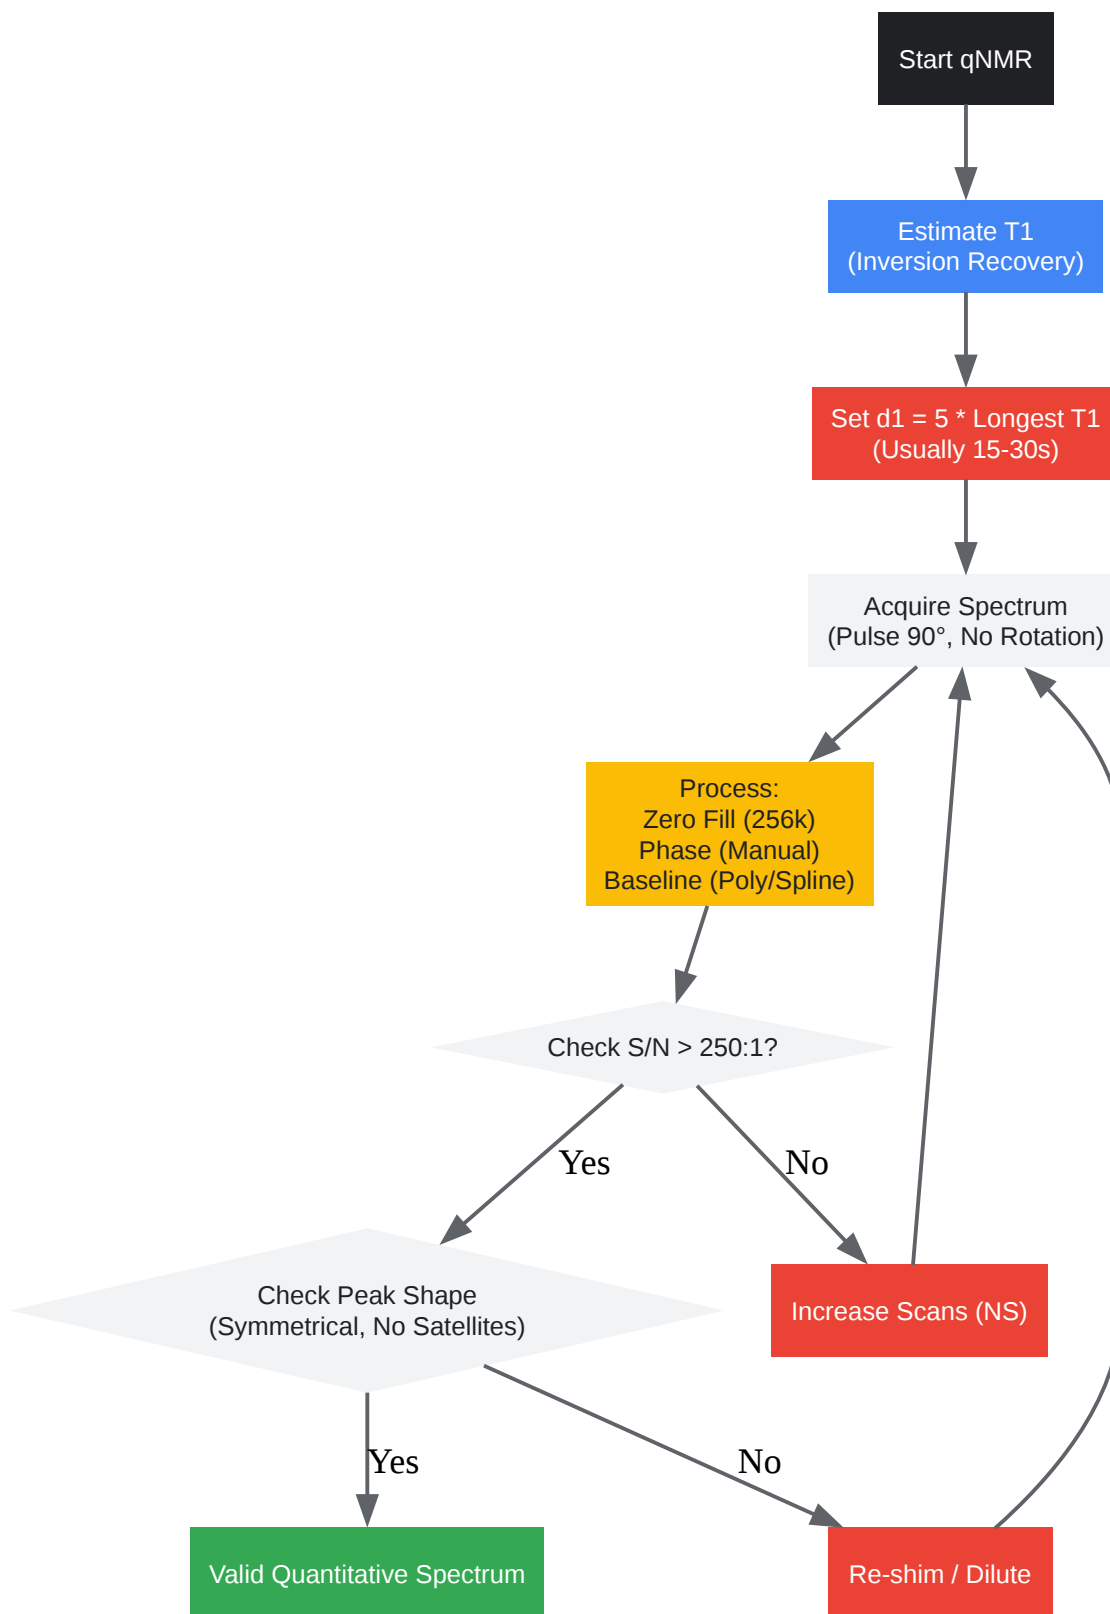 Start qNMR
Estimate T1
(Inversion Recovery)
Set d1 = 5 * Longest T1
(Usually 15-30s)
Acquire Spectrum
(Pulse 90°, No Rotation)
Process:
Zero Fill (256k)
Phase (Manual)
Baseline (Poly/Spline)
Check S/N > 250:1?
Yes
No
Check Peak Shape
(Symmetrical, No Satellites)
Increase Scans (NS)
Yes
No
Valid Quantitative Spectrum
Re-shim / Dilute